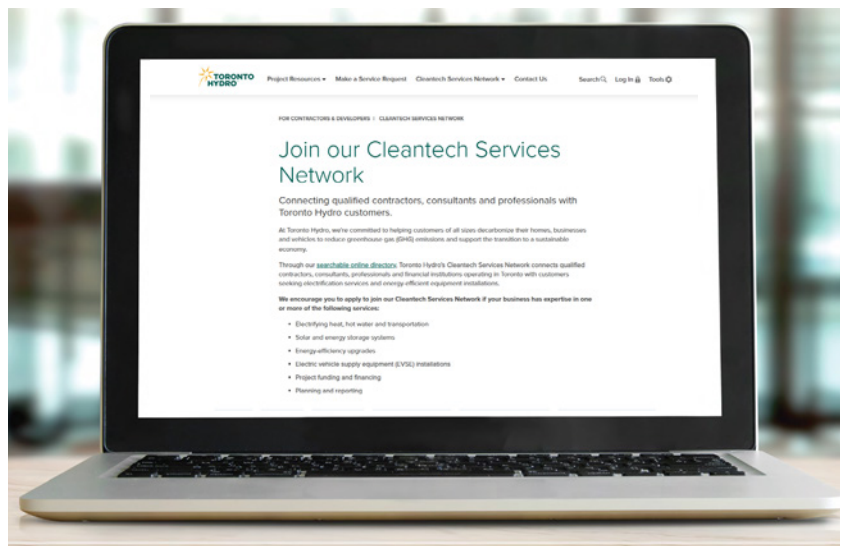 TORONTO
HYDRO
Project Resources Make a Service Request Cleantech Services Network Contact Us Search Log In Tools
FOR CONTRACTORS & DEVELOPERS | CLEANTECH SERVICES NETWORK
Join our Cleantech Services
Network
Connecting qualified contractors, consultants and professionals with
Toronto Hydro customers.
At Toronto Hydro, we're committed to helping customers of all sizes decarbonize their homes, businesses
and vehicles to reduce greenhouse gas (GHG) emissions and support the transition to a sustainable
economy.
Through our searchable online directory, Toronto Hydro's Cleantech Services Network connects qualified
contractors, consultants, professionals and financial institutions operating in Toronto with customers
seeking electrification services and energy-efficient equipment installations.
We encourage you to apply to join our Cleantech Services Network if your business has expertise in one
or more of the following services:
• Electrifying heat, hot water and transportation
• Solar and energy storage systems
• Energy-efficiency upgrades
• Electric vehicle supply equipment (EVSE) installations
• Project funding and financing
• Planning and reporting